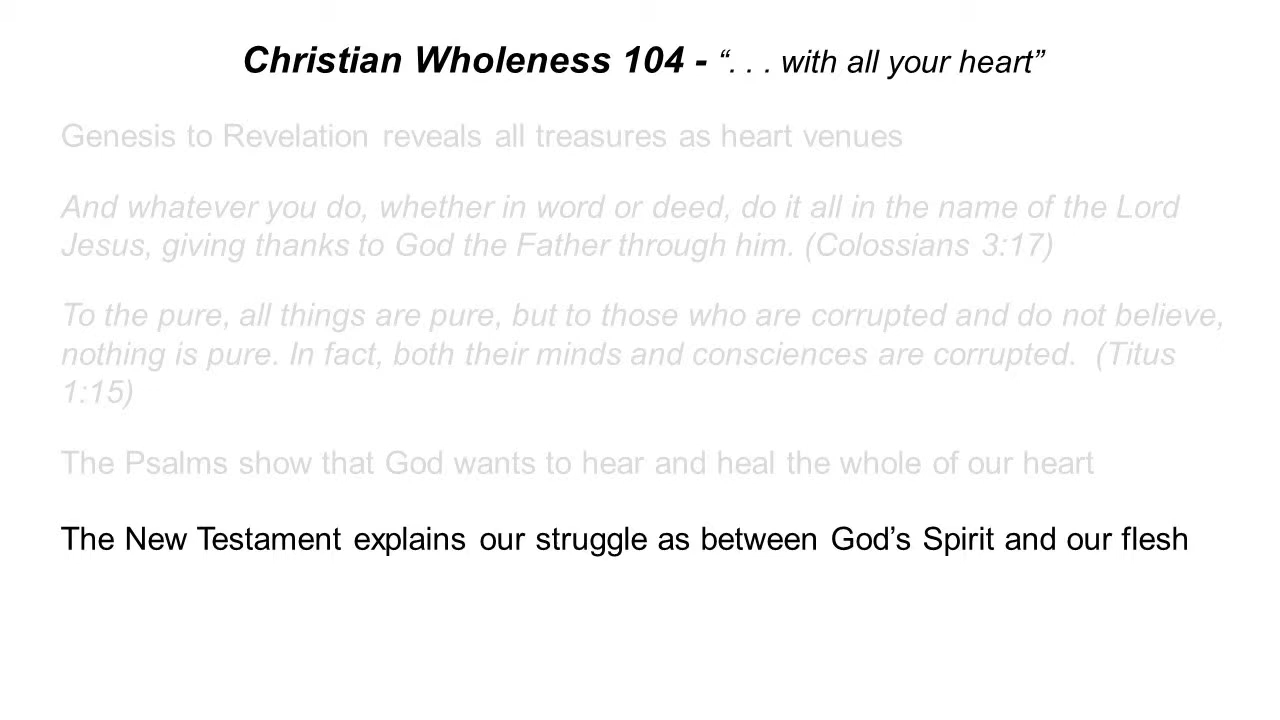 Christian Wholeness 104 - “. . . with all your heart”
Genesis to Revelation reveals all treasures as heart venues
And whatever you do, whether in word or deed, do it all in the name of the Lord
Jesus, giving thanks to God the Father through him. (Colossians 3:17)
To the pure, all things are pure, but to those who are corrupted and do not believe,
nothing is pure. In fact, both their minds and consciences are corrupted.  (Titus
1:15)
The Psalms show that God wants to hear and heal the whole of our heart
The New Testament explains our struggle as between God’s Spirit and our flesh